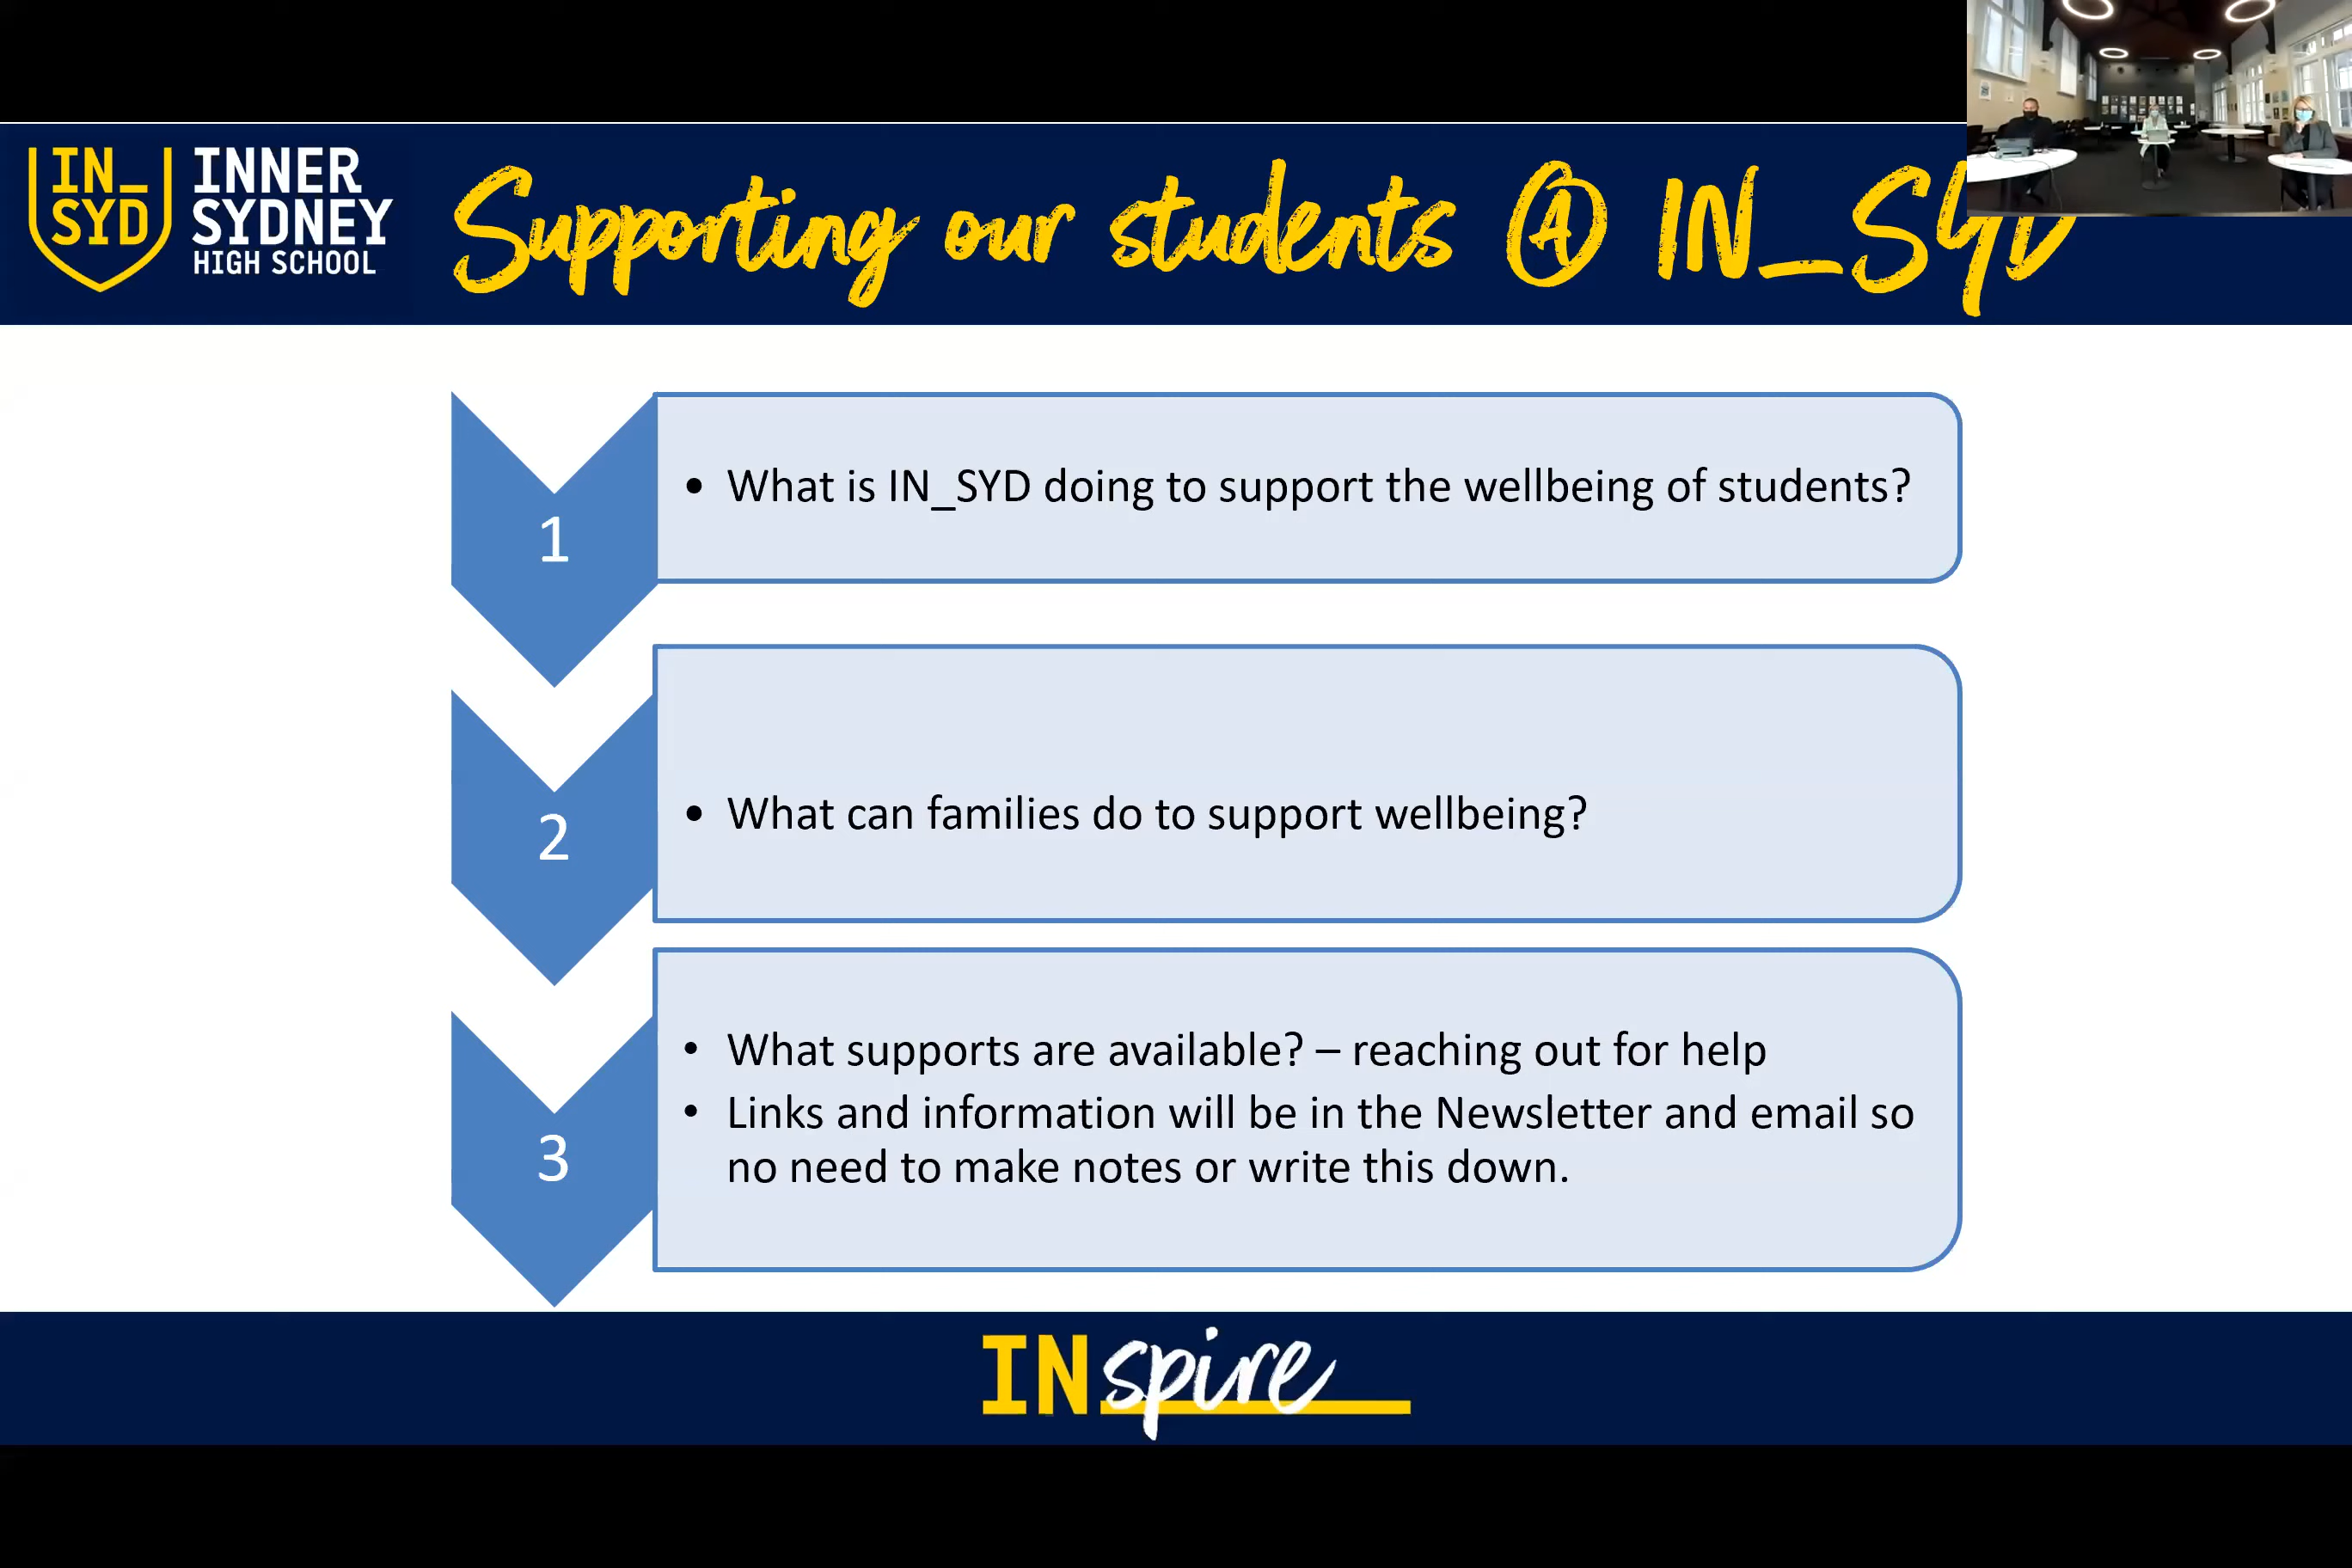 IN_
SYD
INNER
SYDNEY
HIGH SCHOOL
Supporting our students @ IN_SYD
1
• What is IN_SYD doing to support the wellbeing of students?
2
• What can families do to support wellbeing?
3
• What supports are available? – reaching out for help
• Links and information will be in the Newsletter and email so
no need to make notes or write this down.
INspire